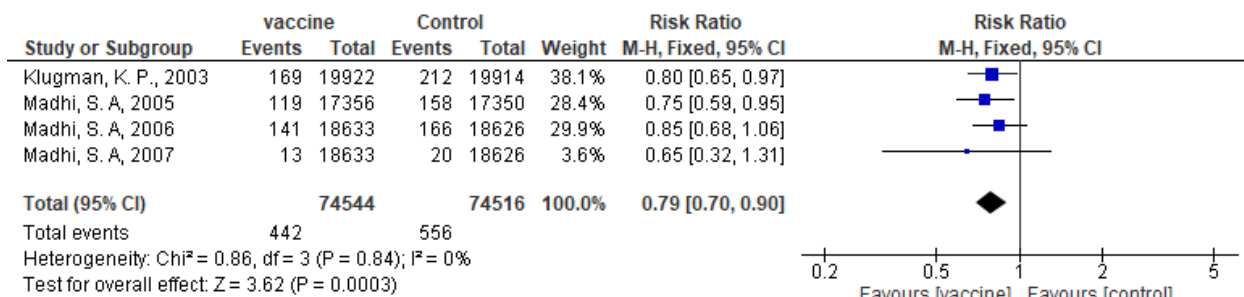 vaccine Control Risk Ratio Risk Ratio
Study or Subgroup Events Total Events Total Weight M-H, Fixed, 95% CI M-H, Fixed, 95% CI
Klugman, K. P., 2003 169 19922 212 19914 38.1% 0.80 [0.65, 0.97]
Madhi, S. A, 2005 119 17356 158 17350 28.4% 0.75 [0.59, 0.95]
Madhi, S. A, 2006 141 18633 166 18626 29.9% 0.85 [0.68, 1.06]
Madhi, S. A, 2007 13 18633 20 18626 3.6% 0.65 [0.32, 1.31]
Total (95% CI) 74544 74516 100.0% 0.79 [0.70, 0.90]
Total events 442 556
Heterogeneity: Chi² = 0.86, df = 3 (P = 0.84); I² = 0%
Test for overall effect: Z = 3.62 (P = 0.0003)
0.2 0.5 1 2 5
Favours [vaccine] Favours [control]